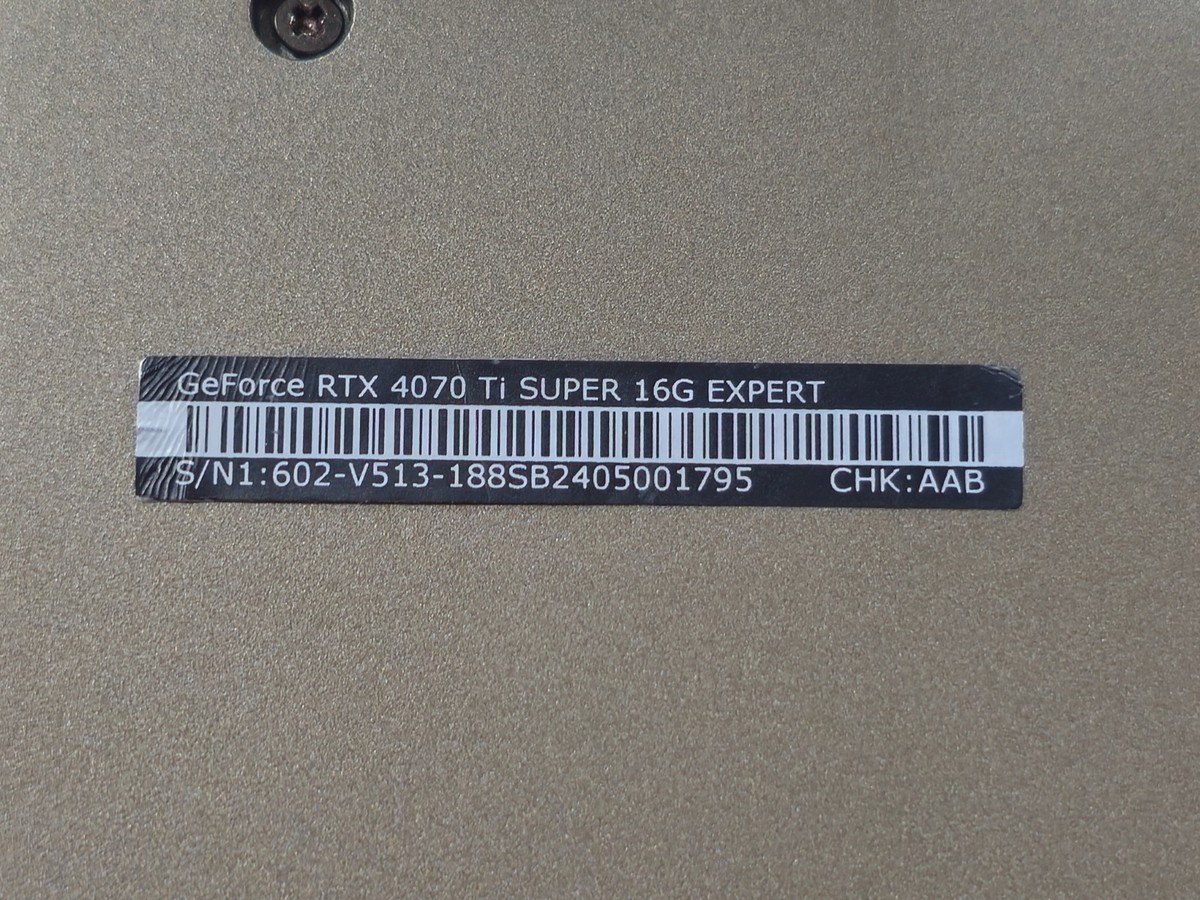 GeForce RTX 4070 Ti SUPER 16G EXPERT
S/N1:602-V513-188SB2405001795 CHK:AAB